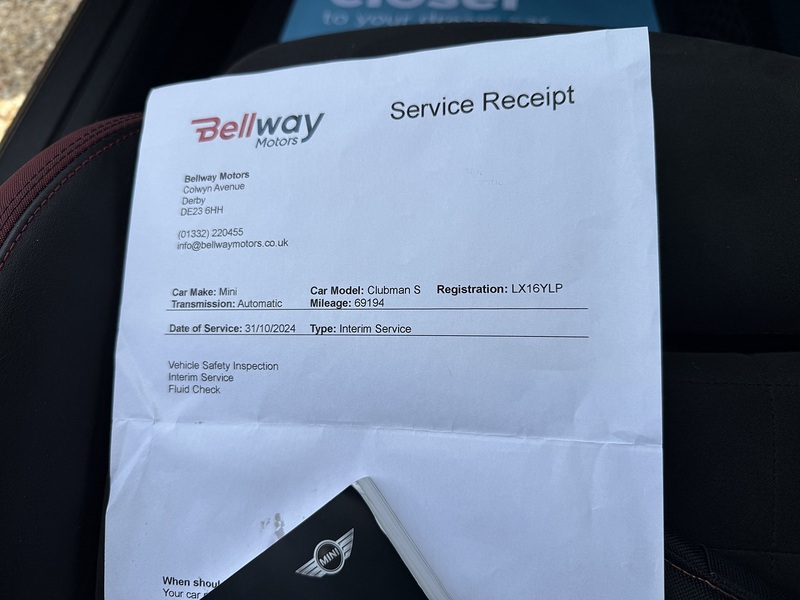 closer
to your dream car
Bellway
Motors
Service Receipt
Bellway Motors
Colwyn Avenue
Derby
DE23 6HH
(01332) 220455
info@bellwaymotors.co.uk
Car Make: Mini Car Model: Clubman S Registration: LX16YLP
Transmission: Automatic Mileage: 69194
Date of Service: 31/10/2024 Type: Interim Service
Vehicle Safety Inspection
Interim Service
Fluid Check
MINI
When shoul
Your car